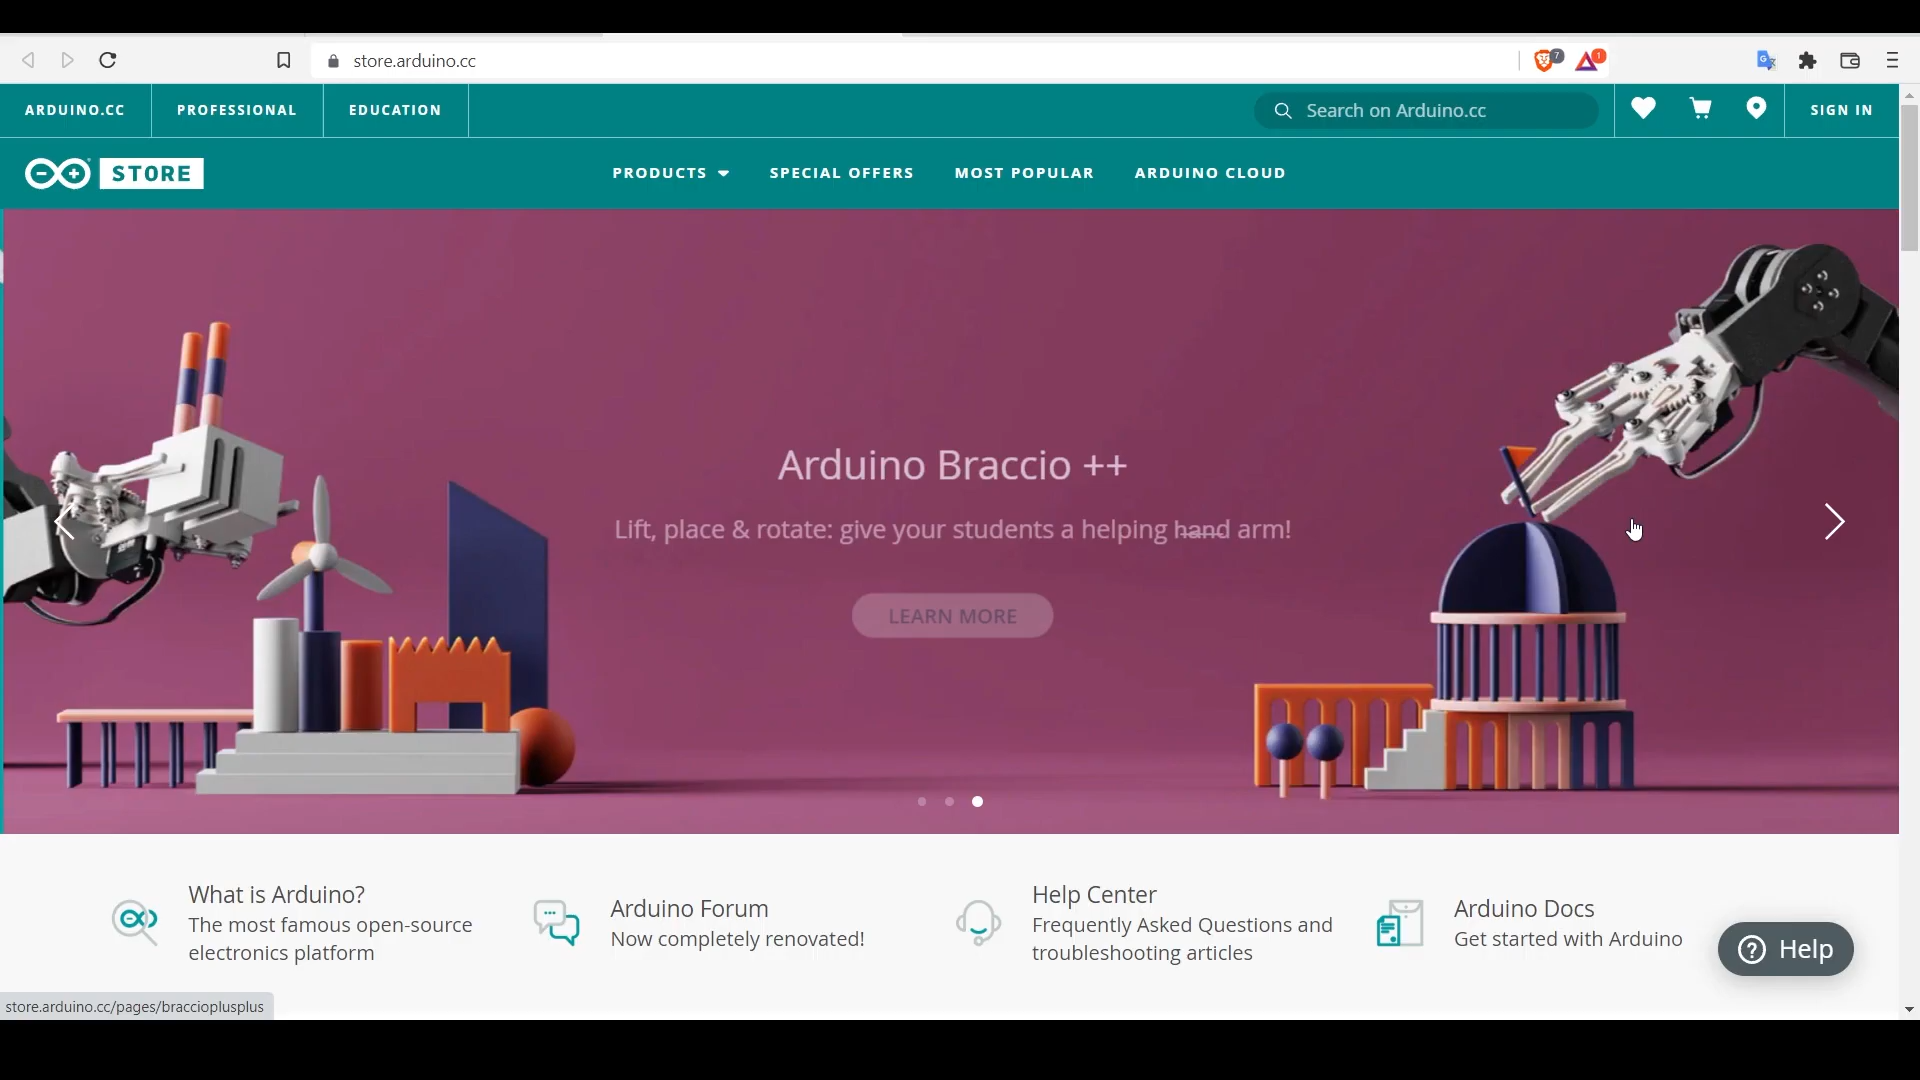 store.arduino.cc
7
1
ARDUINO.CC
PROFESSIONAL
EDUCATION
Search on Arduino.cc
SIGN IN
STORE
PRODUCTS
SPECIAL OFFERS
MOST POPULAR
ARDUINO CLOUD
Arduino Braccio ++
Lift, place & rotate: give your students a helping hand arm!
LEARN MORE
What is Arduino?
The most famous open-source
electronics platform
Arduino Forum
Now completely renovated!
Help Center
Frequently Asked Questions and
troubleshooting articles
Arduino Docs
Get started with Arduino
Help
store.arduino.cc/pages/braccioplusplus